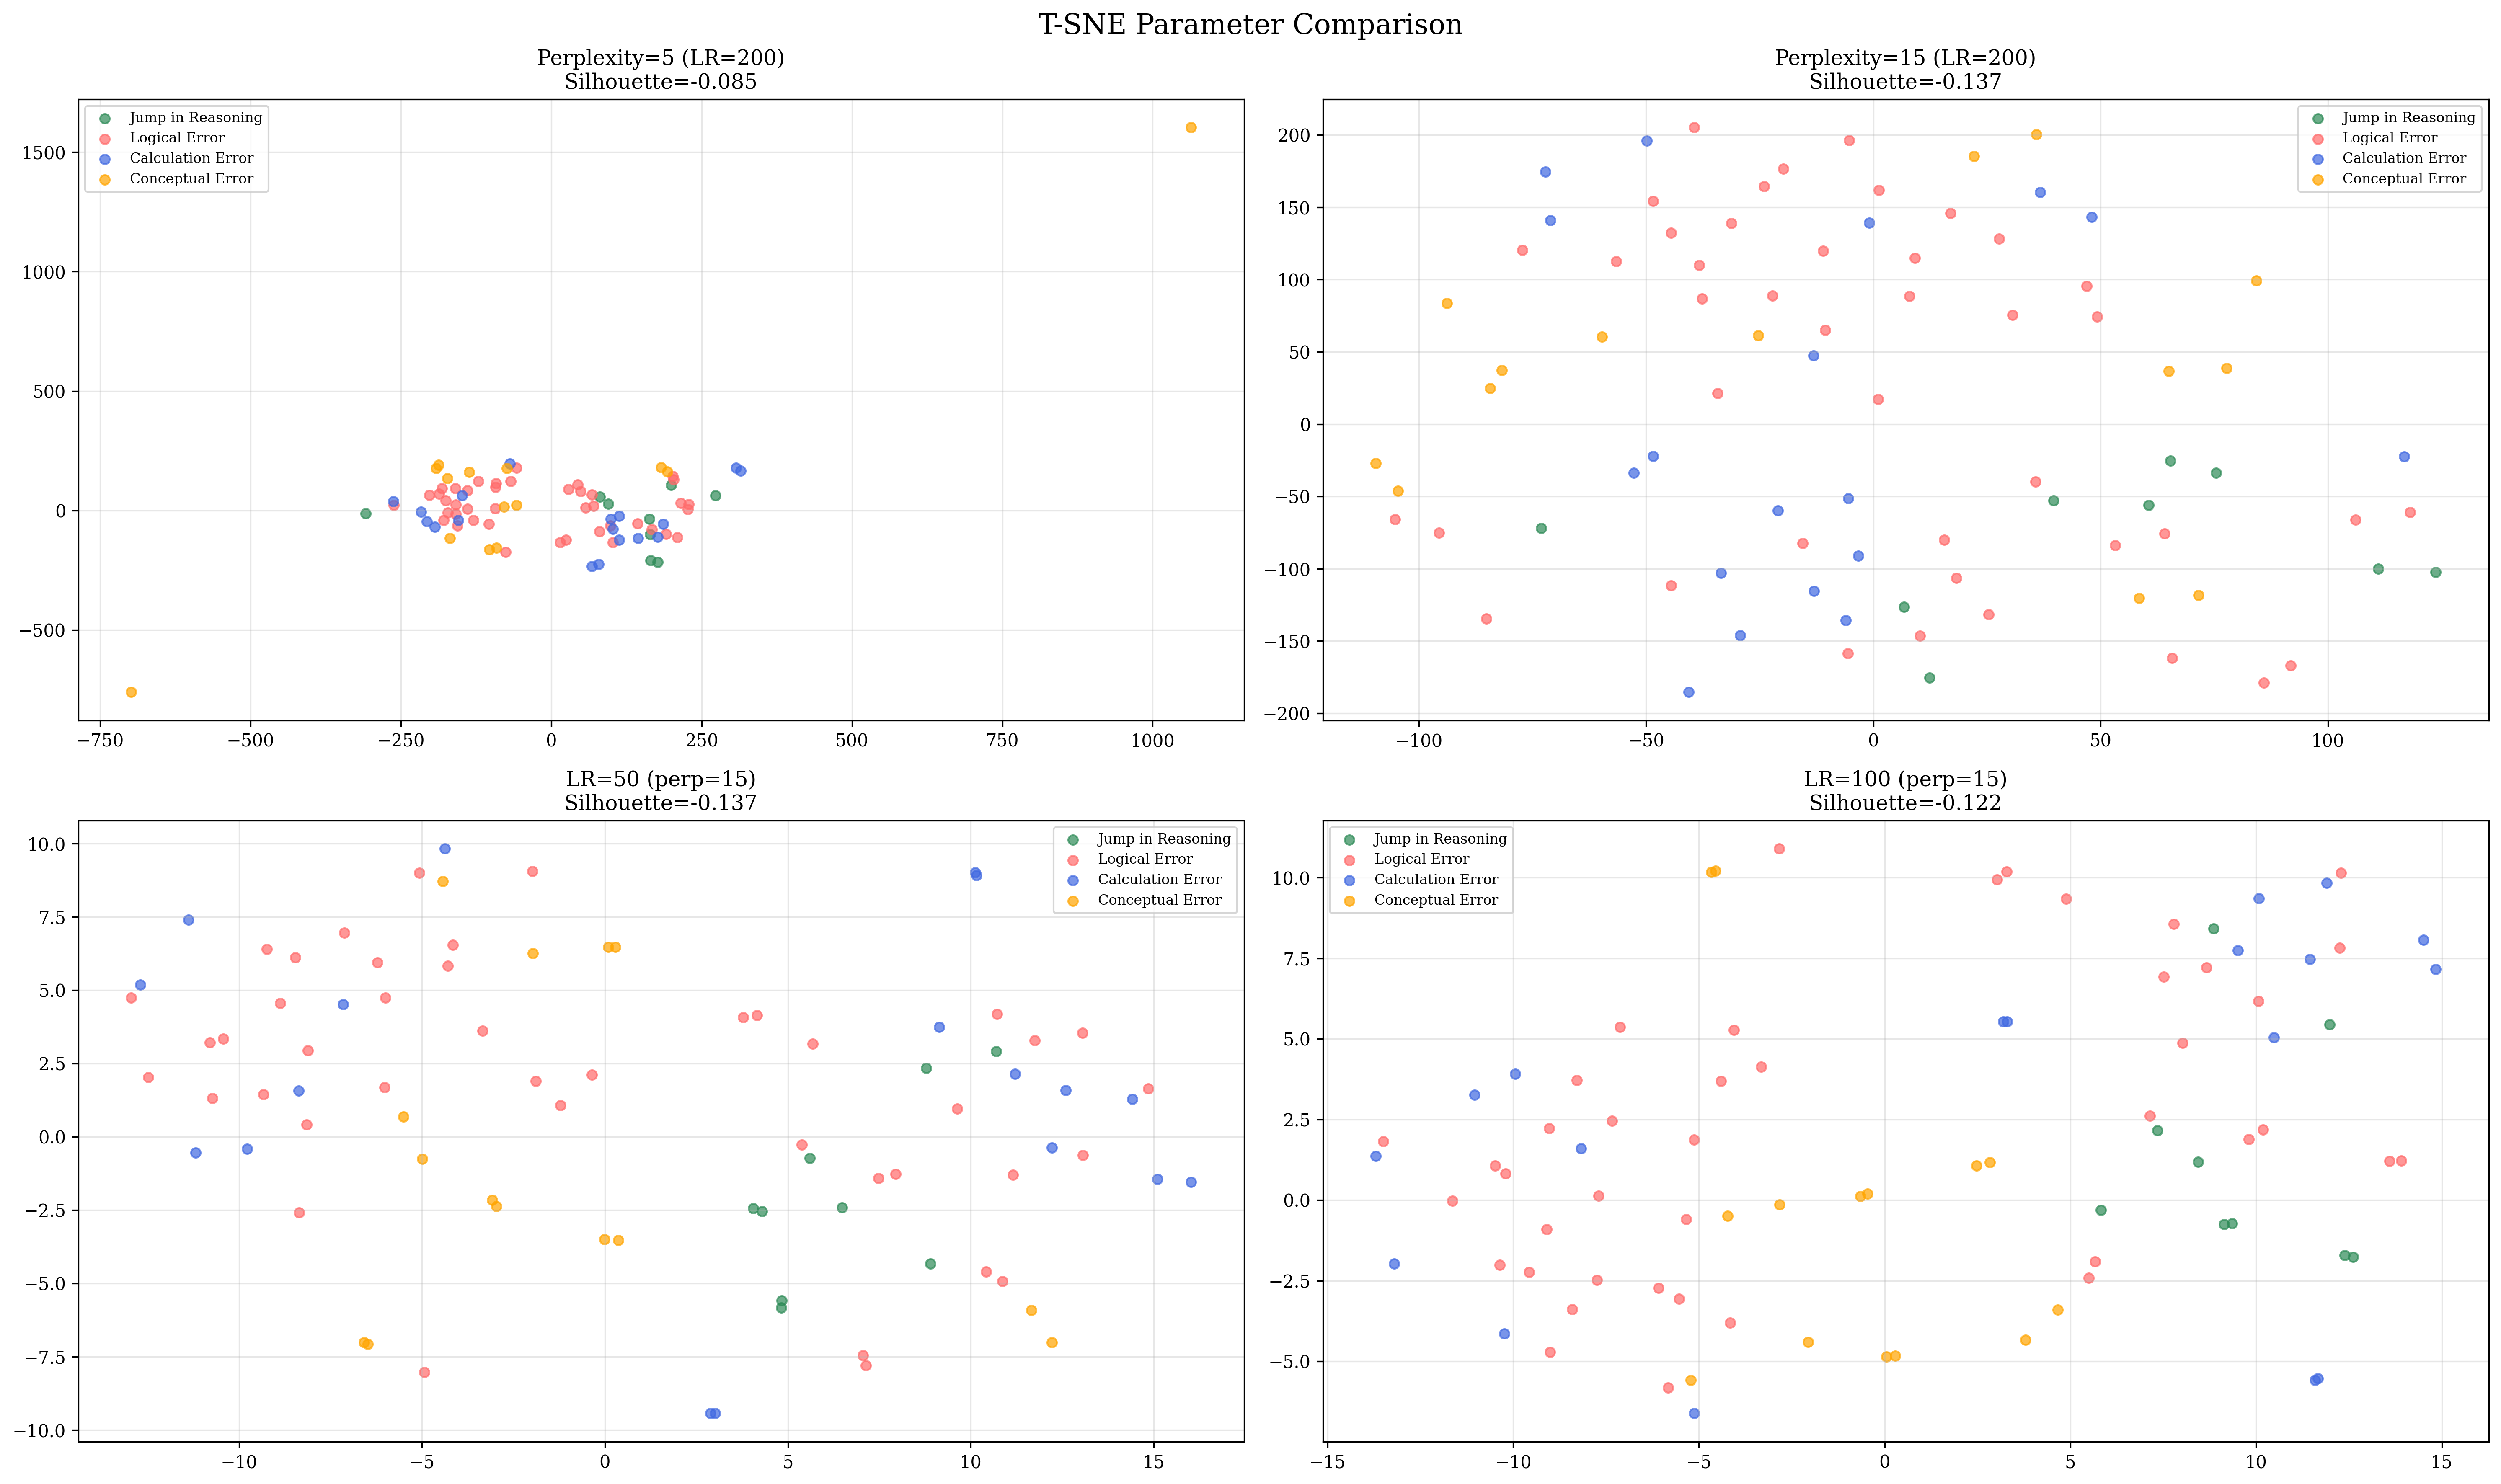 T-SNE Parameter Comparison
Perplexity=5 (LR=200)
Silhouette=-0.085
Jump in Reasoning
Logical Error
Calculation Error
Conceptual Error
1500
1000
500
0
−500
−750
−500
−250
0
250
500
750
1000
Perplexity=15 (LR=200)
Silhouette=-0.137
Jump in Reasoning
Logical Error
Calculation Error
Conceptual Error
200
150
100
50
0
−50
−100
−150
−200
−100
−50
0
50
100
LR=50 (perp=15)
Silhouette=-0.137
Jump in Reasoning
Logical Error
Calculation Error
Conceptual Error
10.0
7.5
5.0
2.5
0.0
−2.5
−5.0
−7.5
−10.0
−10
−5
0
5
10
15
LR=100 (perp=15)
Silhouette=-0.122
Jump in Reasoning
Logical Error
Calculation Error
Conceptual Error
10.0
7.5
5.0
2.5
0.0
−2.5
−5.0
−15
−10
−5
0
5
10
15